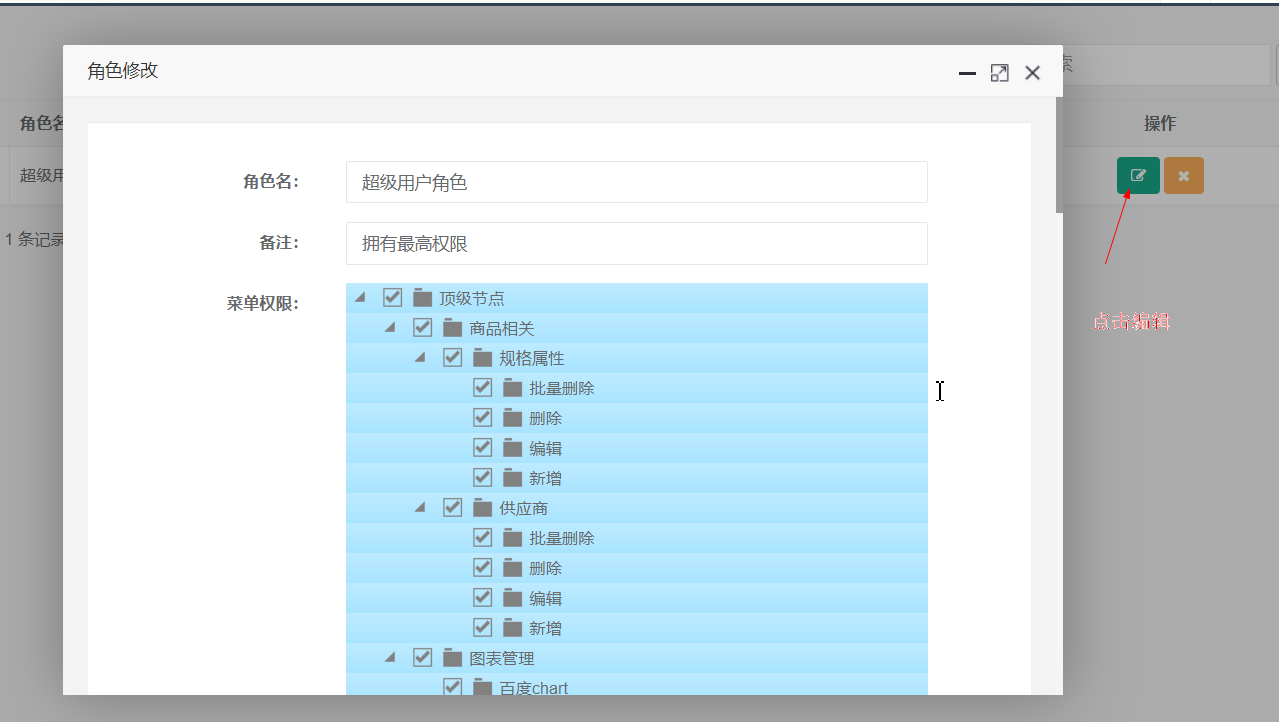 角色修改
索
角色名
操作
超级用
1 条记录
角色名:
超级用户角色
备注:
拥有最高权限
菜单权限:
顶级节点
商品相关
规格属性
批量删除
删除
编辑
新增
供应商
批量删除
删除
编辑
新增
图表管理
百度chart
点击编辑